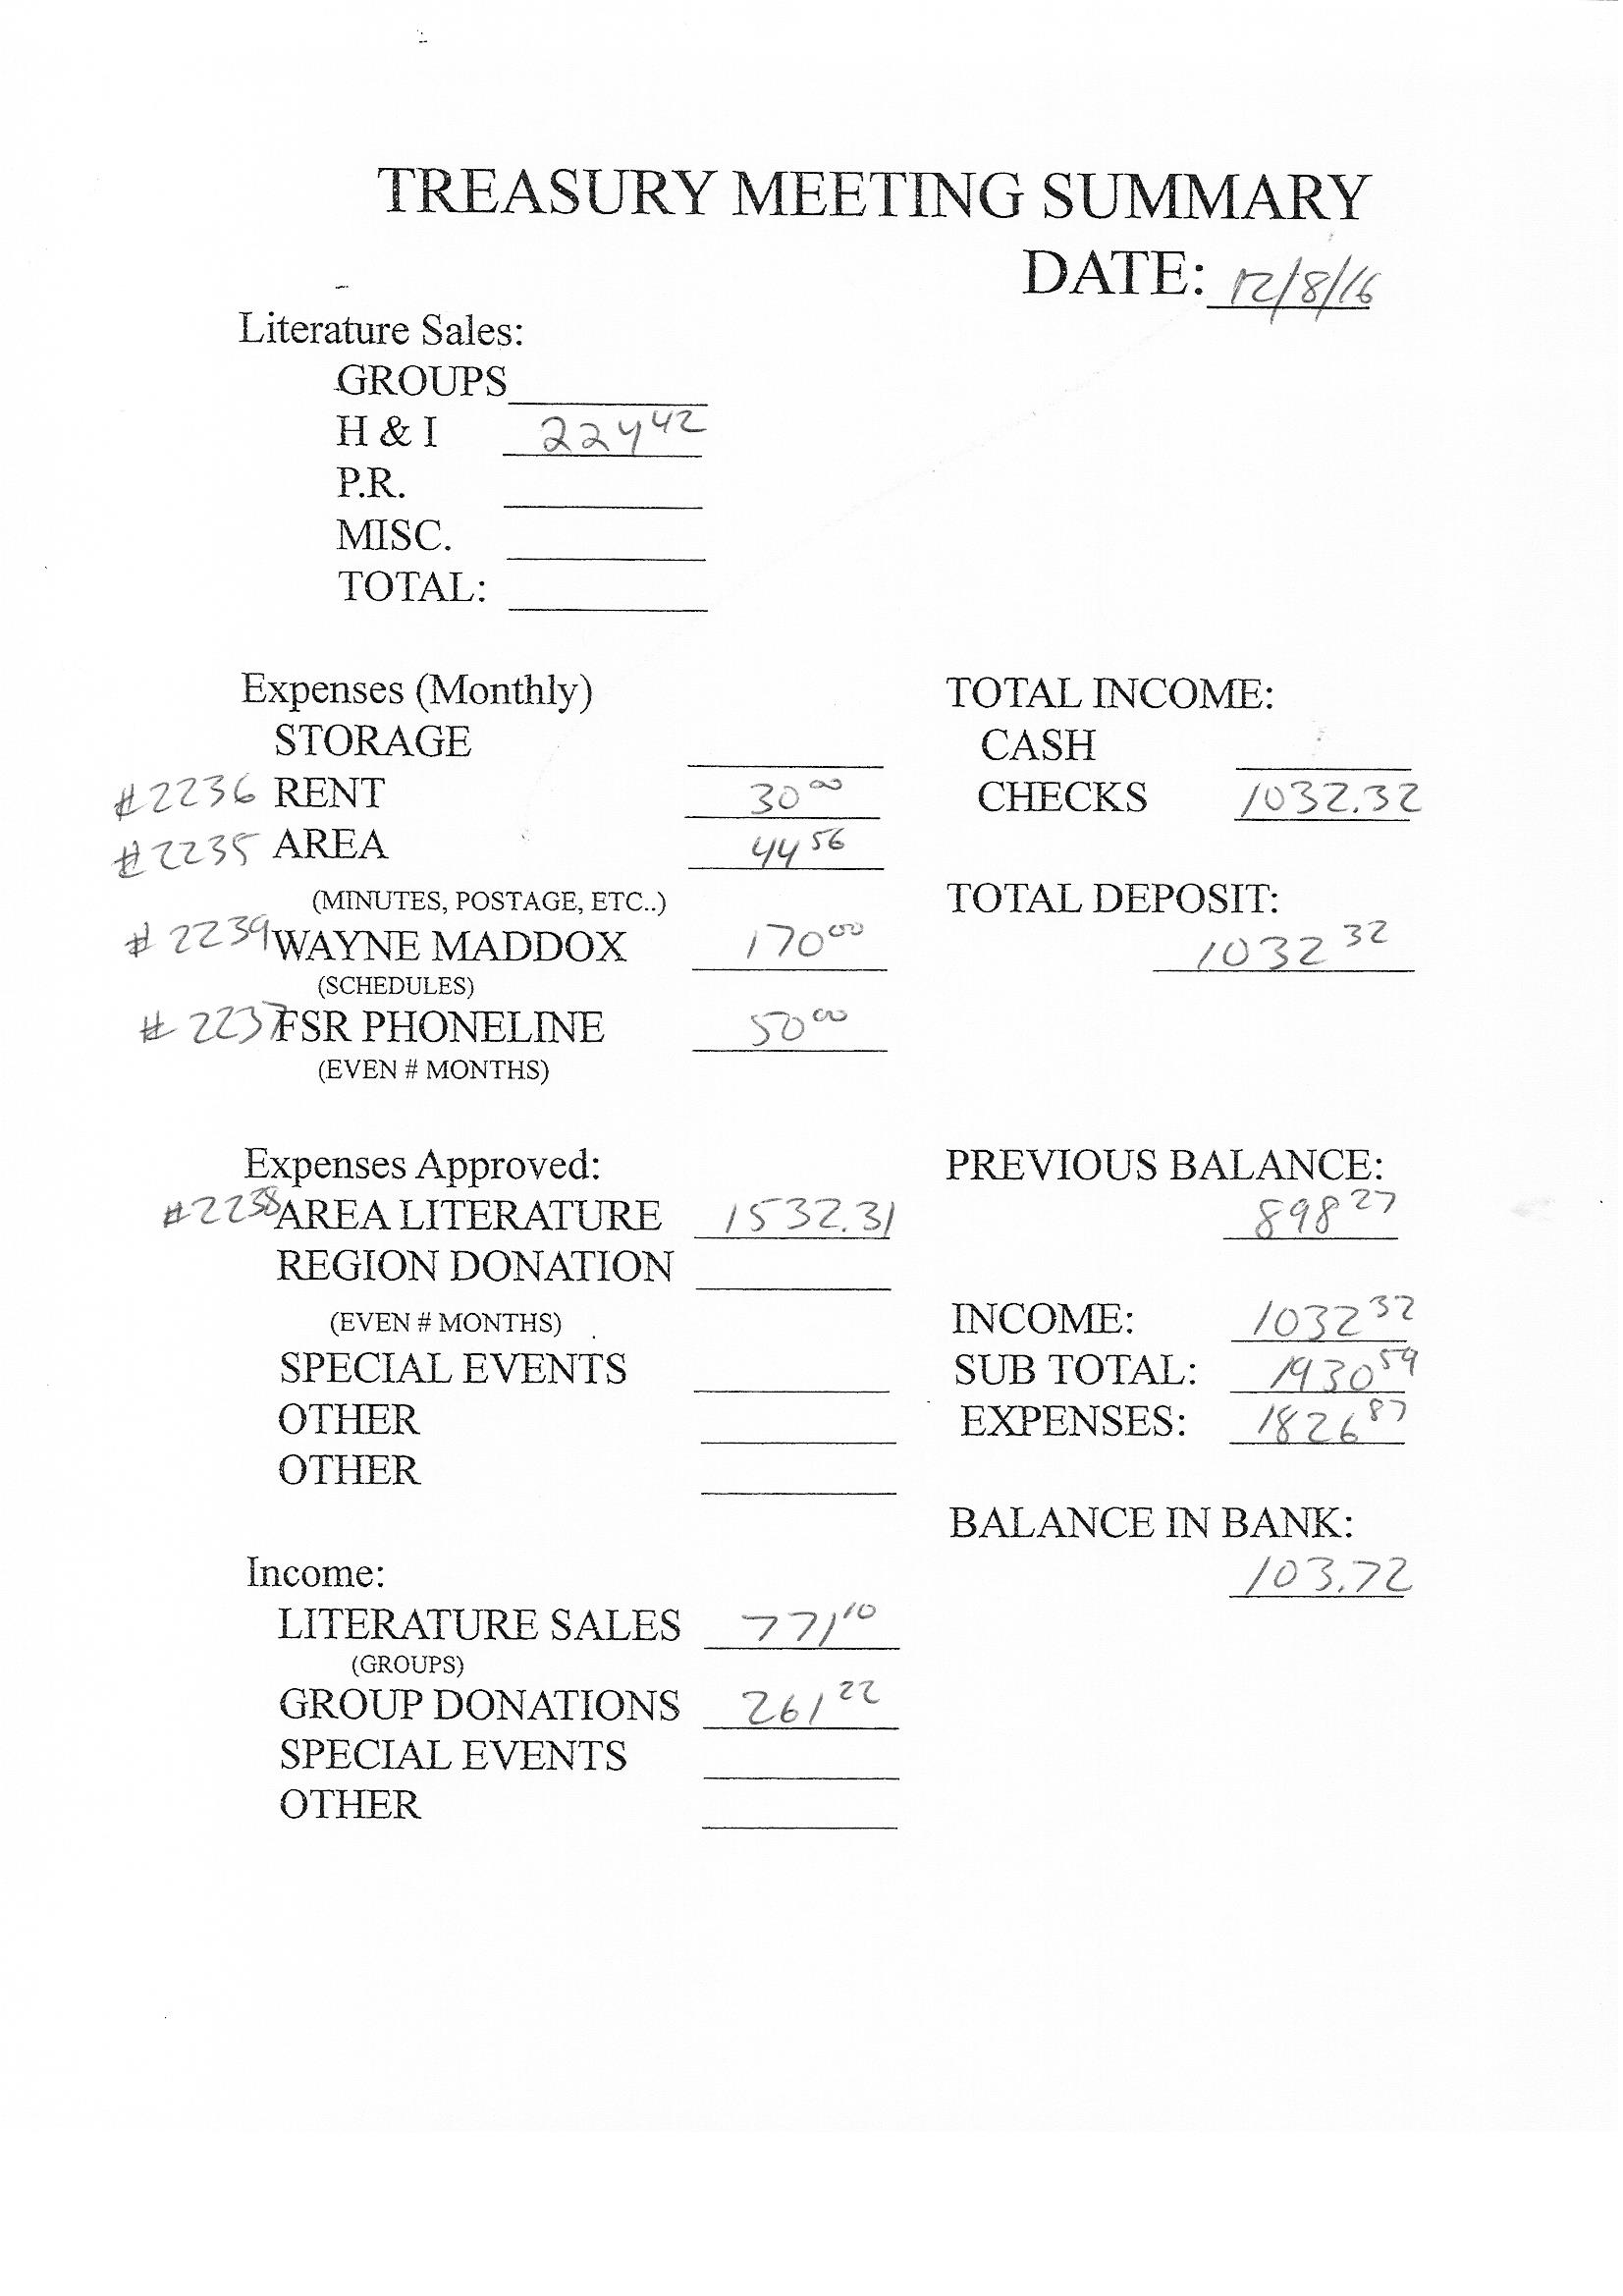 TREASURY MEETING SUMMARY
DATE: 12/8/16
Literature Sales:
GROUPS
H & I 224 42
P.R.
MISC.
TOTAL:
Expenses (Monthly)
STORAGE
#2236 RENT 30 00
#2235 AREA 44 56
(MINUTES, POSTAGE, ETC..)
#2239 WAYNE MADDOX 170 00
(SCHEDULES)
#2237 FSR PHONELINE 50 00
(EVEN # MONTHS)
TOTAL INCOME:
CASH
CHECKS 1032.32
TOTAL DEPOSIT:
1032 32
Expenses Approved:
#2238 AREA LITERATURE 1532.31
REGION DONATION
(EVEN # MONTHS)
SPECIAL EVENTS
OTHER
OTHER
PREVIOUS BALANCE:
898 27
INCOME: 1032 32
SUB TOTAL: 1930 59
EXPENSES: 1826 87
BALANCE IN BANK:
103.72
Income:
LITERATURE SALES 771 10
(GROUPS)
GROUP DONATIONS 261 22
SPECIAL EVENTS
OTHER